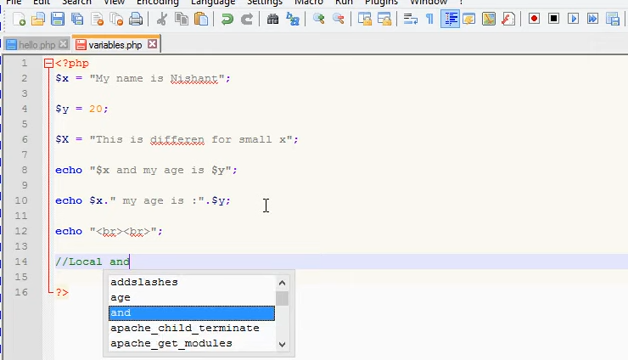 File Edit Search View Encoding Language Settings Macro Run Plugins Window ?
hello.php variables.php
1 <?php
2 $x = "My name is Nishant";
3
4 $y = 20;
5
6 $X = "This is differen for small x";
7
8 echo "$x and my age is $y";
9
10 echo $x." my age is :".$y;
11
12 echo "<br><br>";
13
14 //Local and
15
16 ?>
addslashes
age
and
apache_child_terminate
apache_get_modules